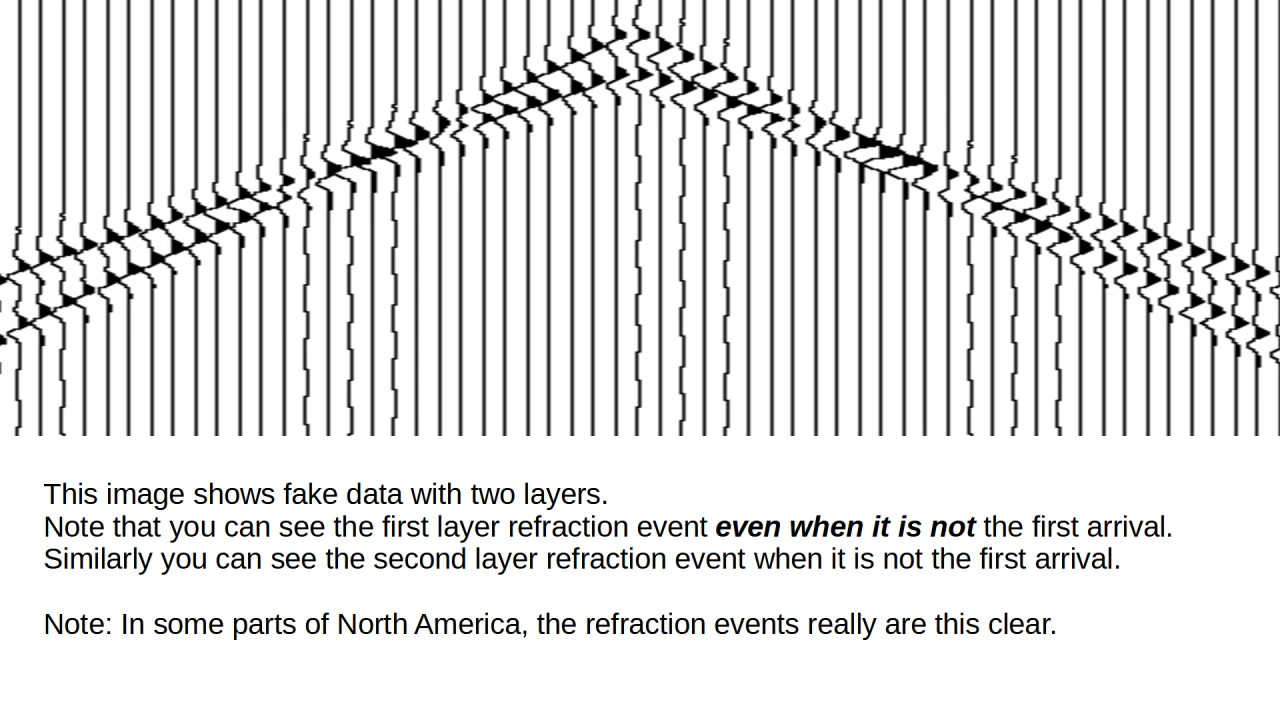 This image shows fake data with two layers.
Note that you can see the first layer refraction event even when it is not the first arrival.
Similarly you can see the second layer refraction event when it is not the first arrival.
Note: In some parts of North America, the refraction events really are this clear.